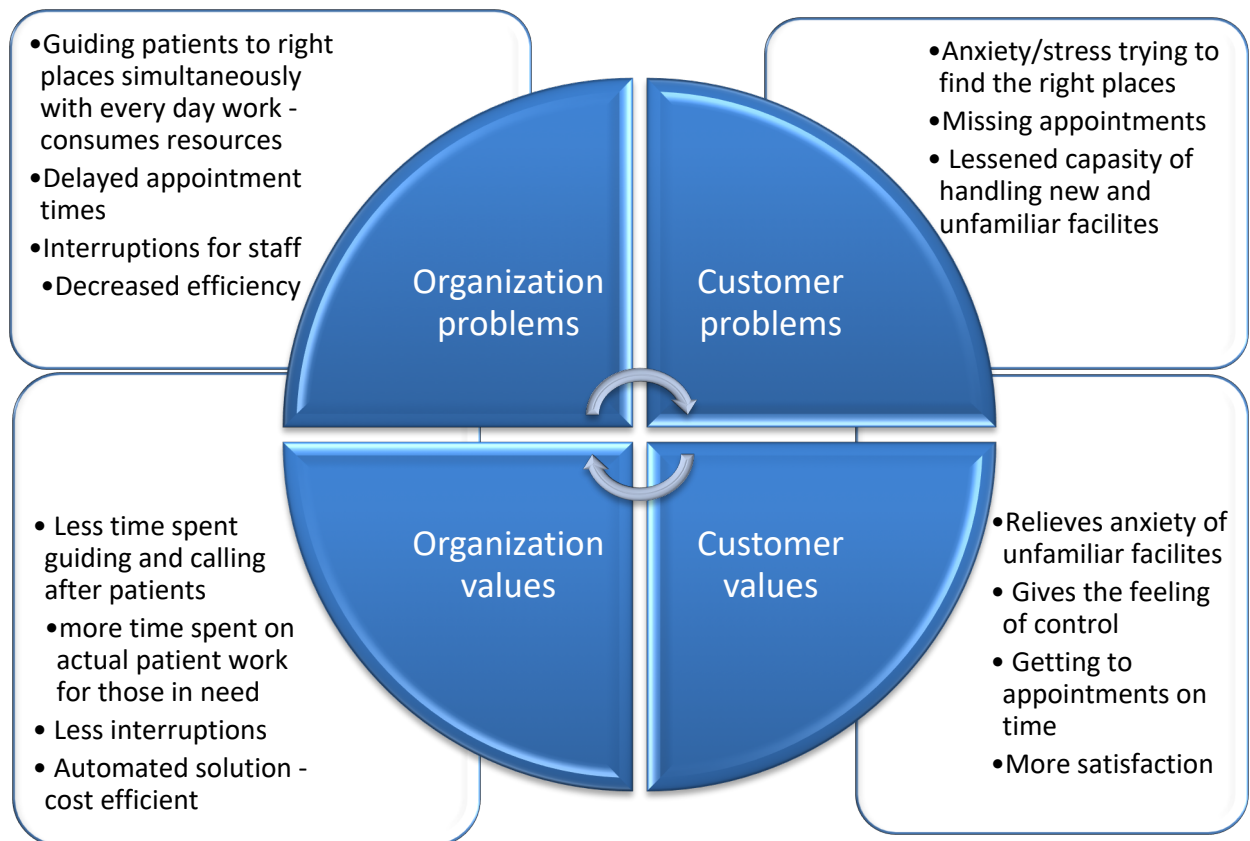 •Guiding patients to right
places simultaneously
with every day work -
consumes resources
•Delayed appointment
times
•Interruptions for staff
•Decreased efficiency
•Anxiety/stress trying to
find the right places
•Missing appointments
• Lessened capasity of
handling new and
unfamiliar facilites
Organization
problems
Customer
problems
Organization
values
Customer
values
• Less time spent
guiding and calling
after patients
•more time spent on
actual patient work
for those in need
• Less interruptions
• Automated solution -
cost efficient
•Relieves anxiety of
unfamiliar facilites
• Gives the feeling
of control
• Getting to
appointments on
time
•More satisfaction